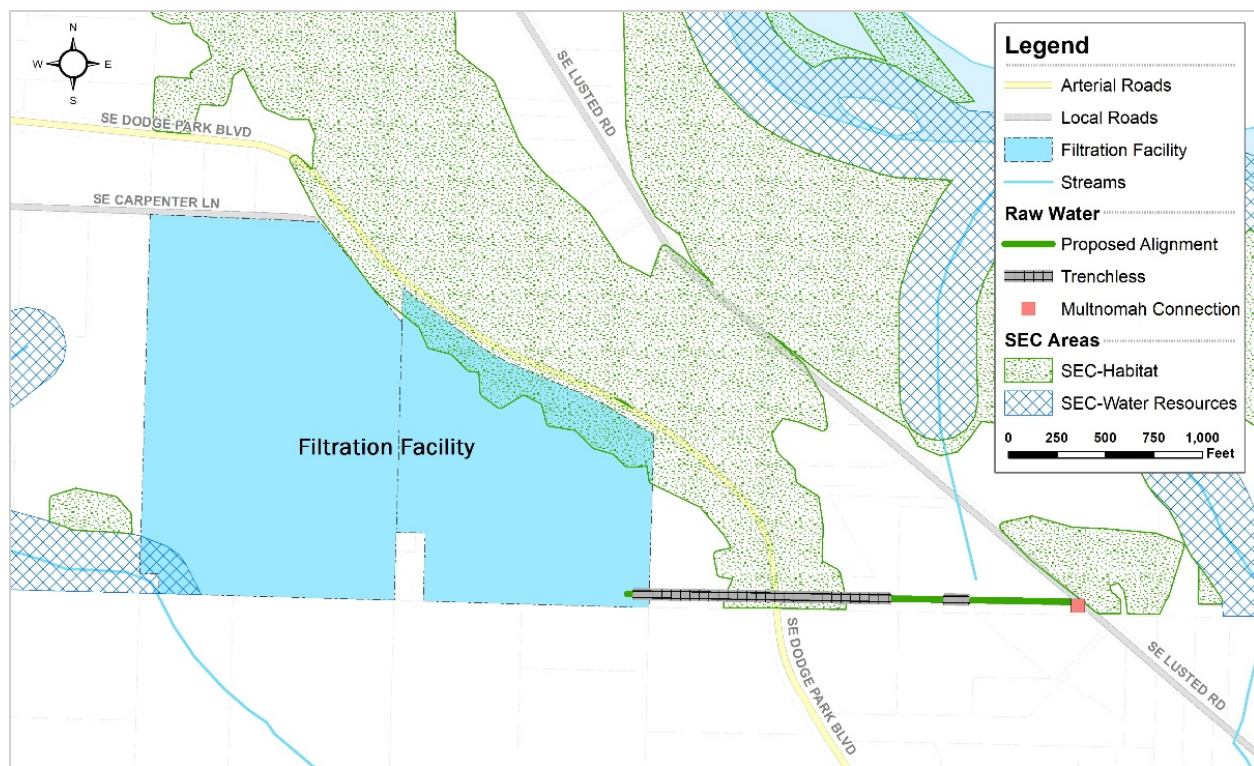 N
W E
S
SE DODGE PARK BLVD
SE CARPENTER LN
SE LUSTED RD
Filtration Facility
SE DODGE PARK BLVD
SE LUSTED RD
Legend
Arterial Roads
Local Roads
Filtration Facility
Streams
Raw Water
Proposed Alignment
Trenchless
Multnomah Connection
SEC Areas
SEC-Habitat
SEC-Water Resources
0 250 500 750 1,000
Feet